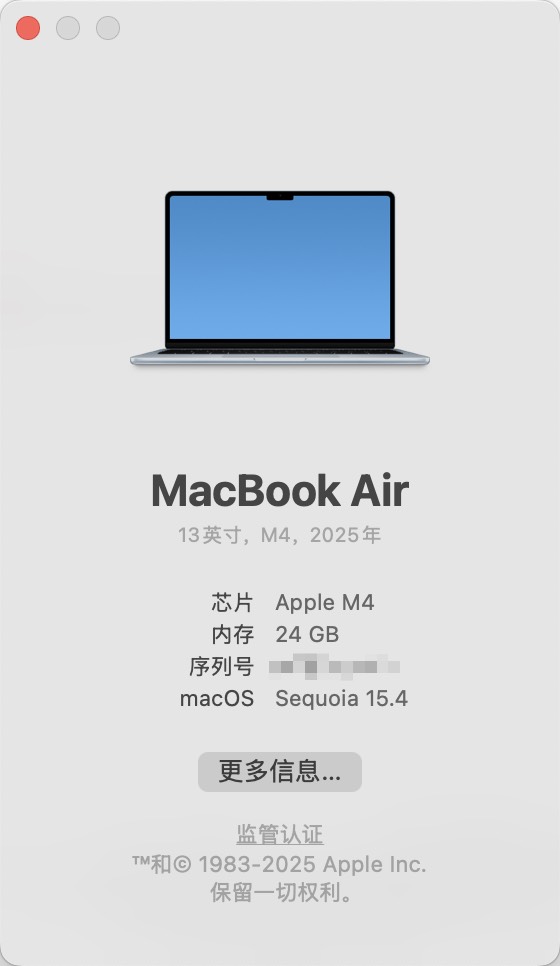 MacBook Air
13英寸，M4，2025年
芯片 Apple M4
内存 24 GB
序列号
macOS Sequoia 15.4
更多信息...
监管认证
™和© 1983-2025 Apple Inc.
保留一切权利。